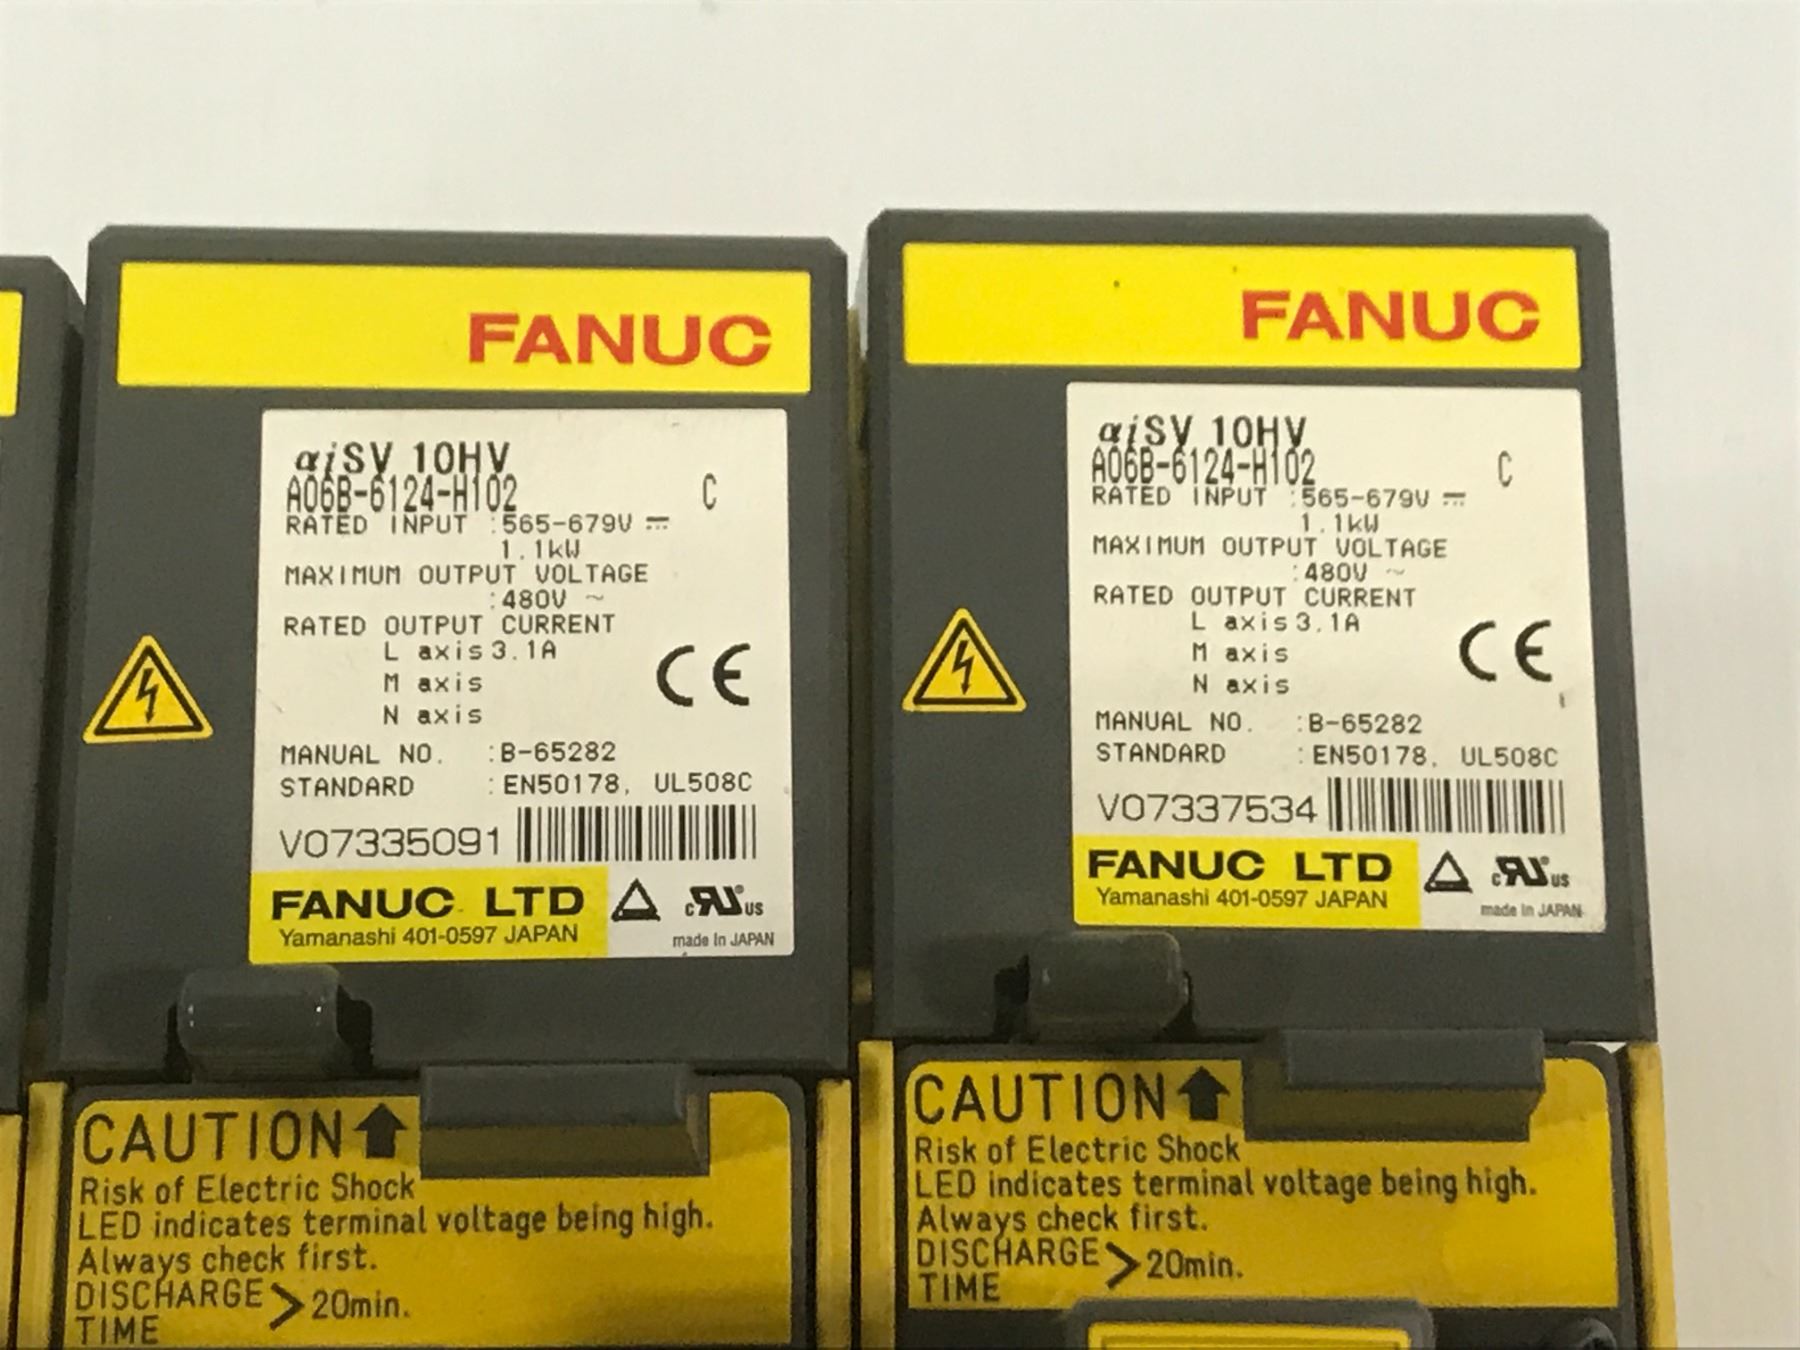 FANUC
αiSV 10HV
A06B-6124-H102 C
RATED INPUT :565-679V ⎓
1.1kW
MAXIMUM OUTPUT VOLTAGE
:480V ~
RATED OUTPUT CURRENT
L axis 3.1A
M axis
N axis
CE
MANUAL NO. :B-65282
STANDARD :EN50178, UL508C
V07335091
FANUC LTD
Yamanashi 401-0597 JAPAN
c RU us
made in JAPAN
CAUTION
Risk of Electric Shock
LED indicates terminal voltage being high.
Always check first.
DISCHARGE
TIME > 20min.
FANUC
αiSV 10HV
A06B-6124-H102 C
RATED INPUT :565-679V ⎓
1.1kW
MAXIMUM OUTPUT VOLTAGE
:480V ~
RATED OUTPUT CURRENT
L axis 3.1A
M axis
N axis
CE
MANUAL NO. :B-65282
STANDARD :EN50178, UL508C
V07337534
FANUC LTD
Yamanashi 401-0597 JAPAN
c RU us
made in JAPAN
CAUTION
Risk of Electric Shock
LED indicates terminal voltage being high.
Always check first.
DISCHARGE
TIME > 20min.